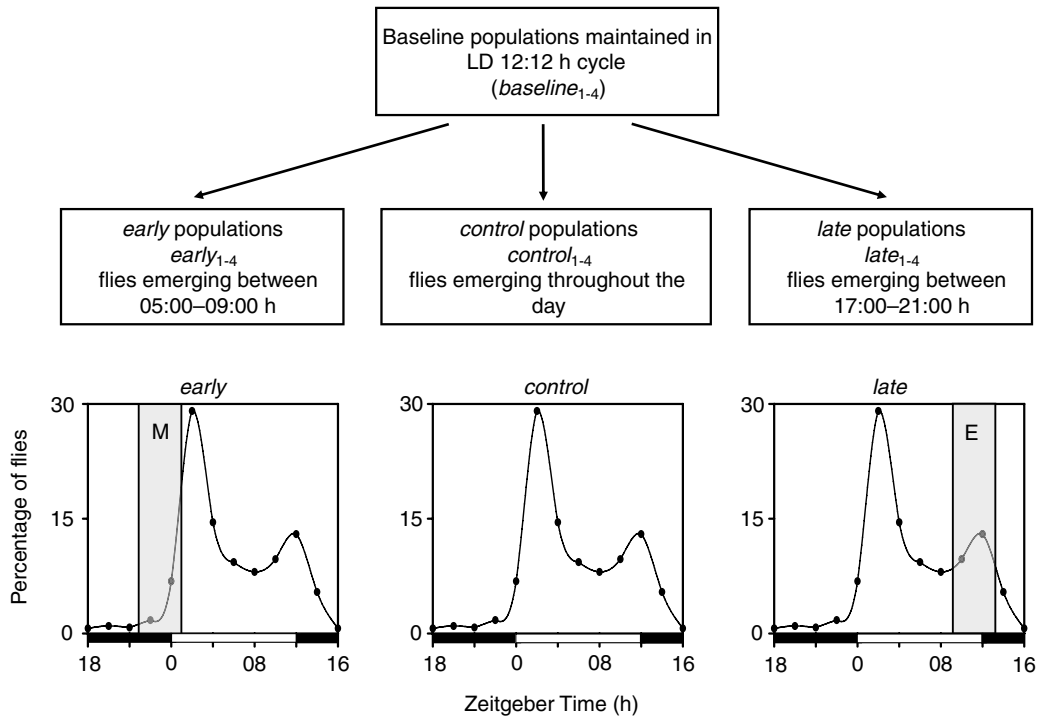 Baseline populations maintained in
LD 12:12 h cycle
(baseline1-4)
early populations
early1-4
flies emerging between
05:00–09:00 h
control populations
control1-4
flies emerging throughout the
day
late populations
late1-4
flies emerging between
17:00–21:00 h
early
control
late
Percentage of flies
30
15
0
M
18 0 08 16
30
15
0
18 0 08 16
30
15
0
E
18 0 08 16
Zeitgeber Time (h)